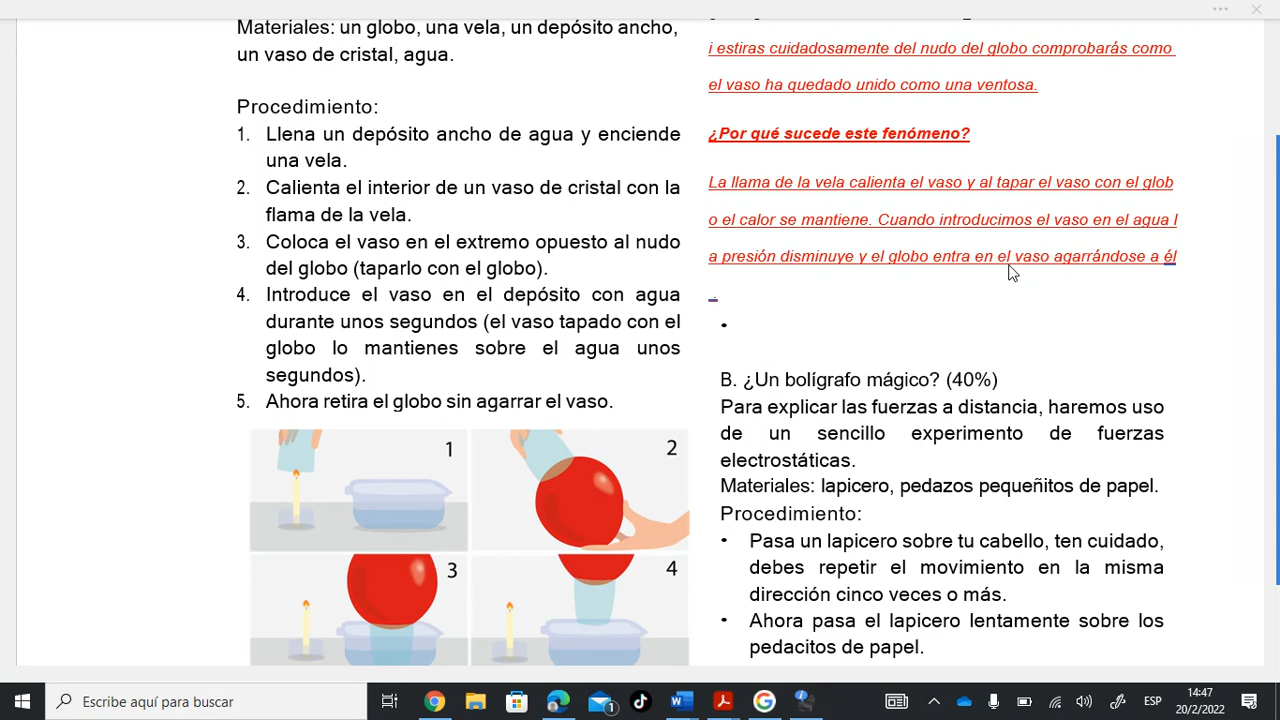 Materiales: un globo, una vela, un depósito ancho,
un vaso de cristal, agua.
Procedimiento:
1. Llena un depósito ancho de agua y enciende
una vela.
2. Calienta el interior de un vaso de cristal con la
flama de la vela.
3. Coloca el vaso en el extremo opuesto al nudo
del globo (taparlo con el globo).
4. Introduce el vaso en el depósito con agua
durante unos segundos (el vaso tapado con el
globo lo mantienes sobre el agua unos
segundos).
5. Ahora retira el globo sin agarrar el vaso.
1
2
3
4
i estiras cuidadosamente del nudo del globo comprobarás como
el vaso ha quedado unido como una ventosa.
¿Por qué sucede este fenómeno?
La llama de la vela calienta el vaso y al tapar el vaso con el glob
o el calor se mantiene. Cuando introducimos el vaso en el agua l
a presión disminuye y el globo entra en el vaso agarrándose a él
.
•
B. ¿Un bolígrafo mágico? (40%)
Para explicar las fuerzas a distancia, haremos uso
de un sencillo experimento de fuerzas
electrostáticas.
Materiales: lapicero, pedazos pequeñitos de papel.
Procedimiento:
• Pasa un lapicero sobre tu cabello, ten cuidado,
debes repetir el movimiento en la misma
dirección cinco veces o más.
• Ahora pasa el lapicero lentamente sobre los
pedacitos de papel.
Escribe aquí para buscar
1
ESP
14:47
20/2/2022
2